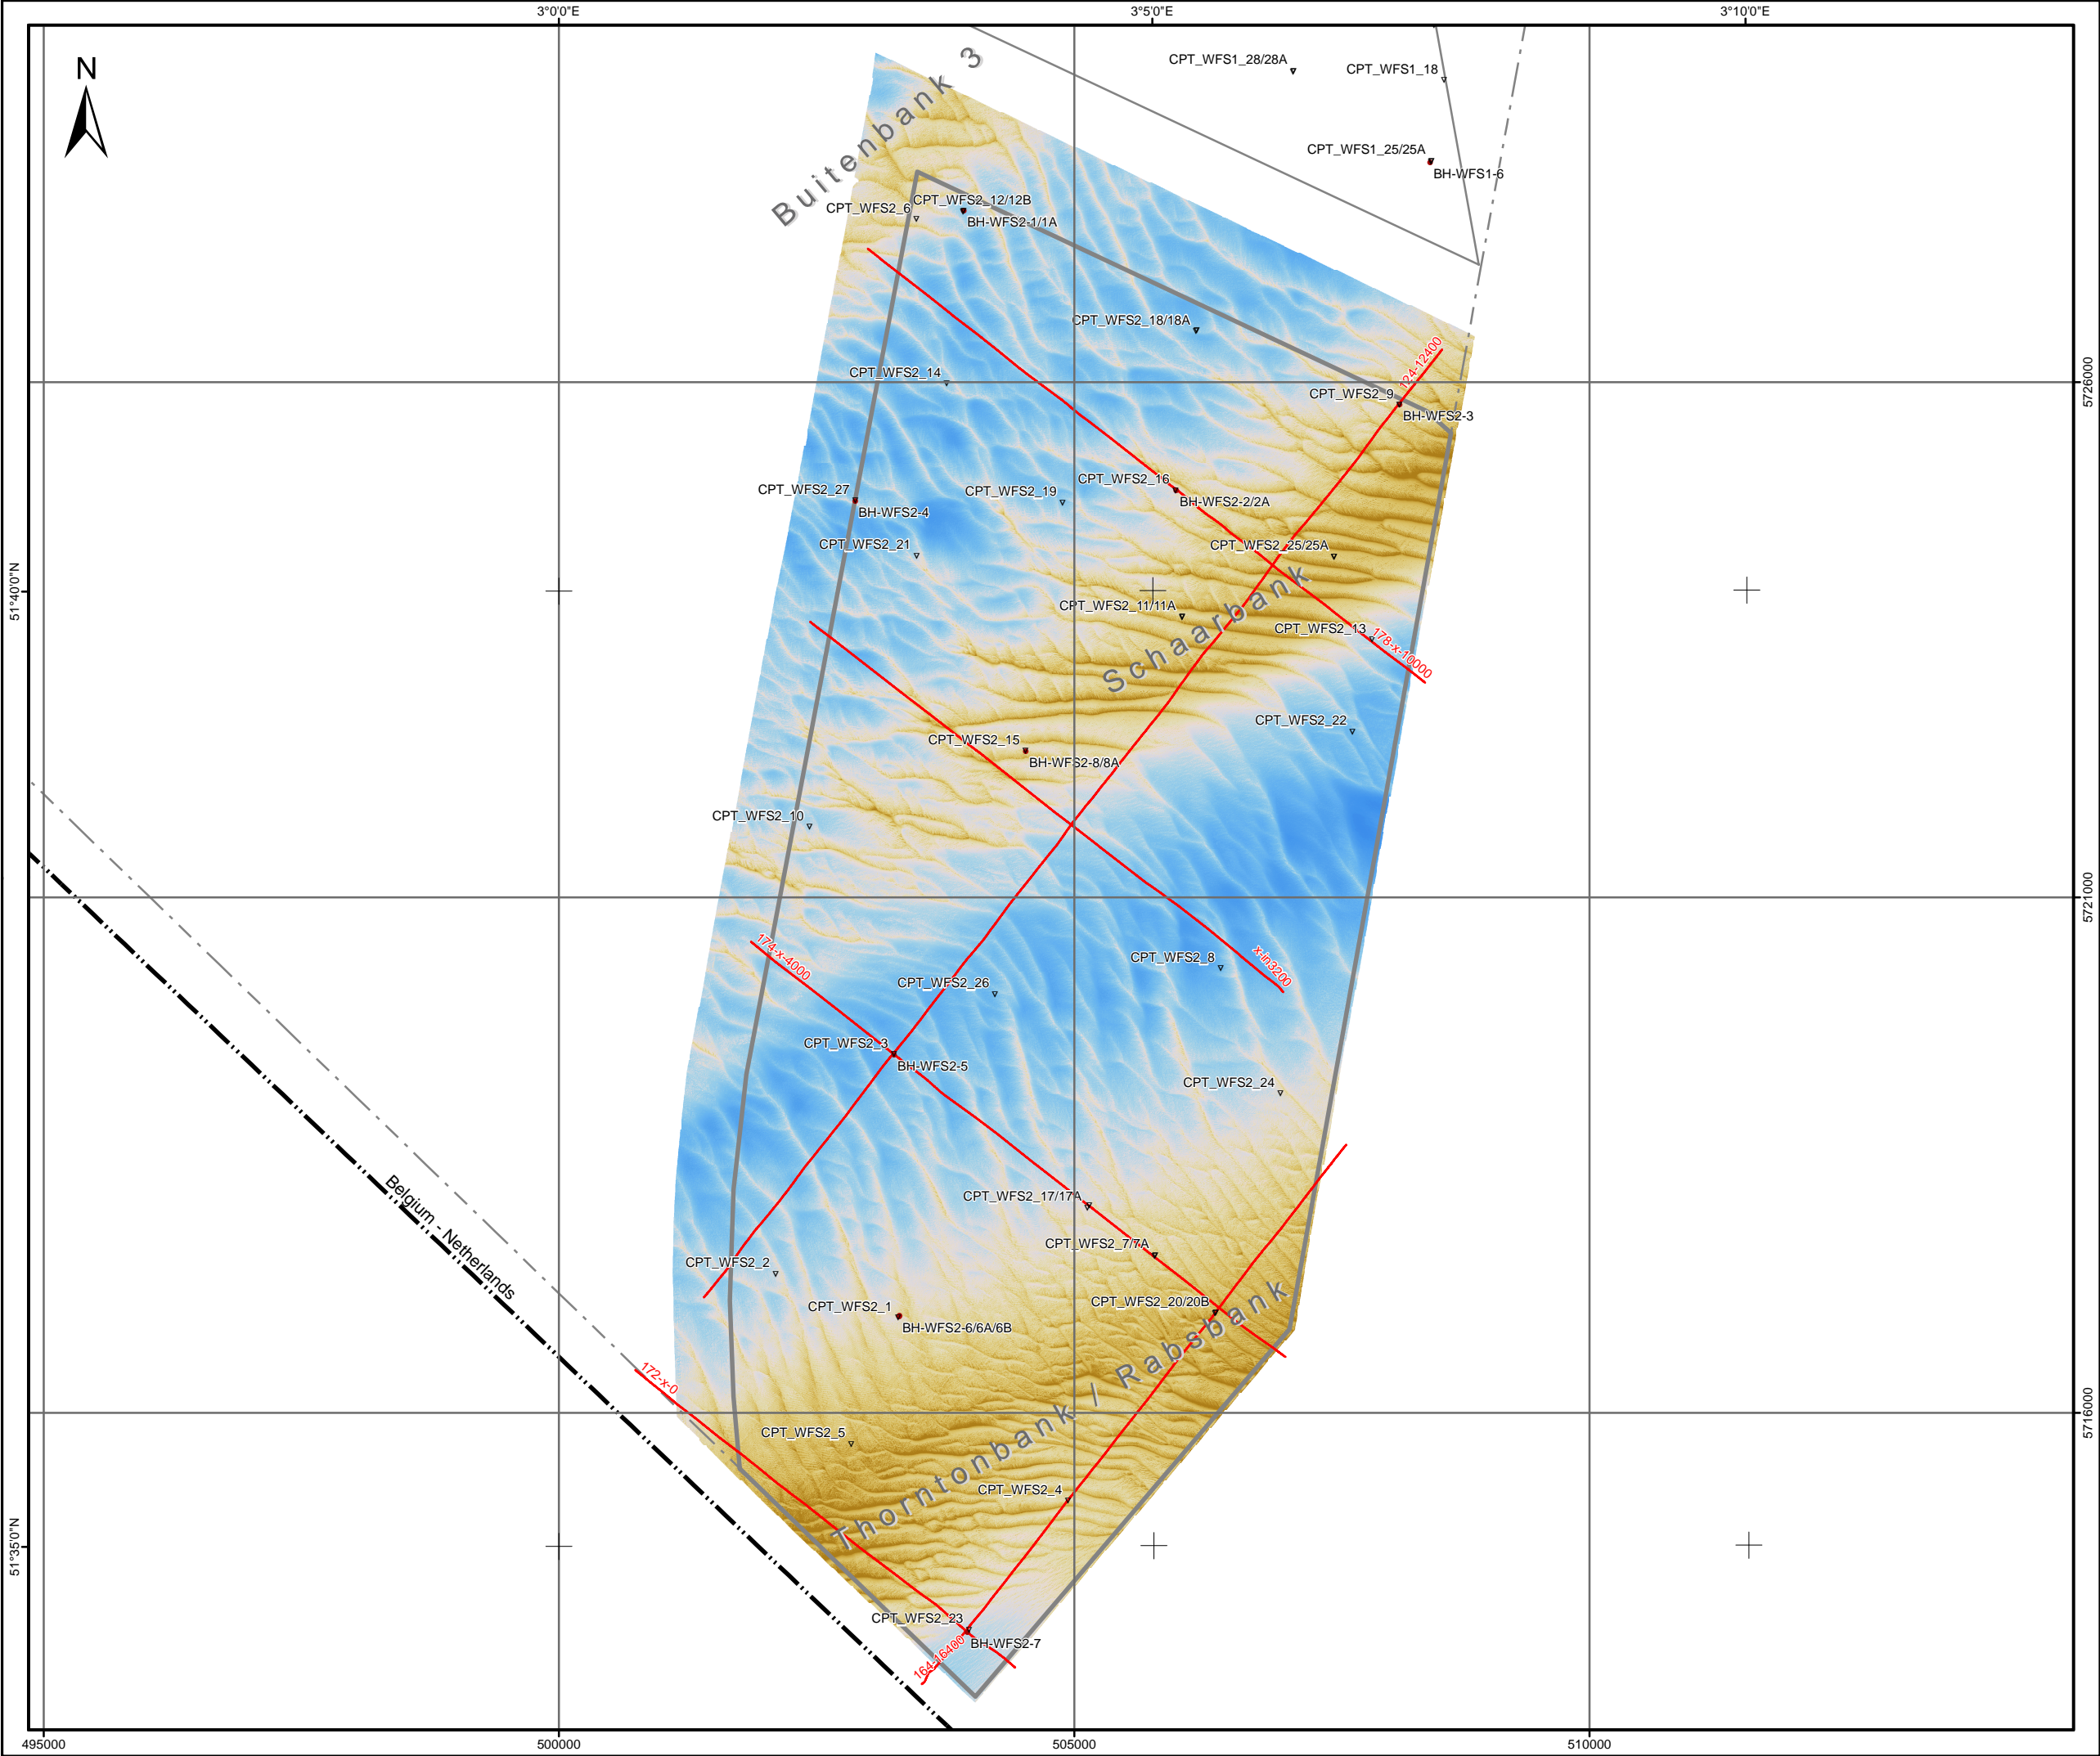 3°0'0"E
3°5'0"E
3°10'0"E
N
Buitenbank 3
CPT_WFS1_28/28A
CPT_WFS1_18
CPT_WFS1_25/25A
BH-WFS1-6
CPT_WFS2_12/12B
CPT_WFS2_6
BH-WFS2-1/1A
CPT_WFS2_18/18A
124-12400
CPT_WFS2_14
5726000
CPT_WFS2_9
BH-WFS2-3
CPT_WFS2_16
CPT_WFS2_27
CPT_WFS2_19
BH-WFS2-2/2A
BH-WFS2-4
CPT_WFS2_21
CPT_WFS2_25/25A
51°40'0"N
CPT_WFS2_11/11A
Schaarbank
CPT_WFS2_13
178-x-10000
CPT_WFS2_22
CPT_WFS2_15
BH-WFS2-8/8A
CPT_WFS2_10
5721000
174-x-4000
CPT_WFS2_8
x-in3200
CPT_WFS2_26
CPT_WFS2_3
BH-WFS2-5
CPT_WFS2_24
CPT_WFS2_17/17A
Belgium - Netherlands
CPT_WFS2_7/7A
CPT_WFS2_2
CPT_WFS2_20/20B
CPT_WFS2_1
BH-WFS2-6/6A/6B
172-x-0
Thorntonbank / Rabsbank
5716000
CPT_WFS2_5
CPT_WFS2_4
51°35'0"N
CPT_WFS2_23
BH-WFS2-7
164-16400
495000
500000
505000
510000